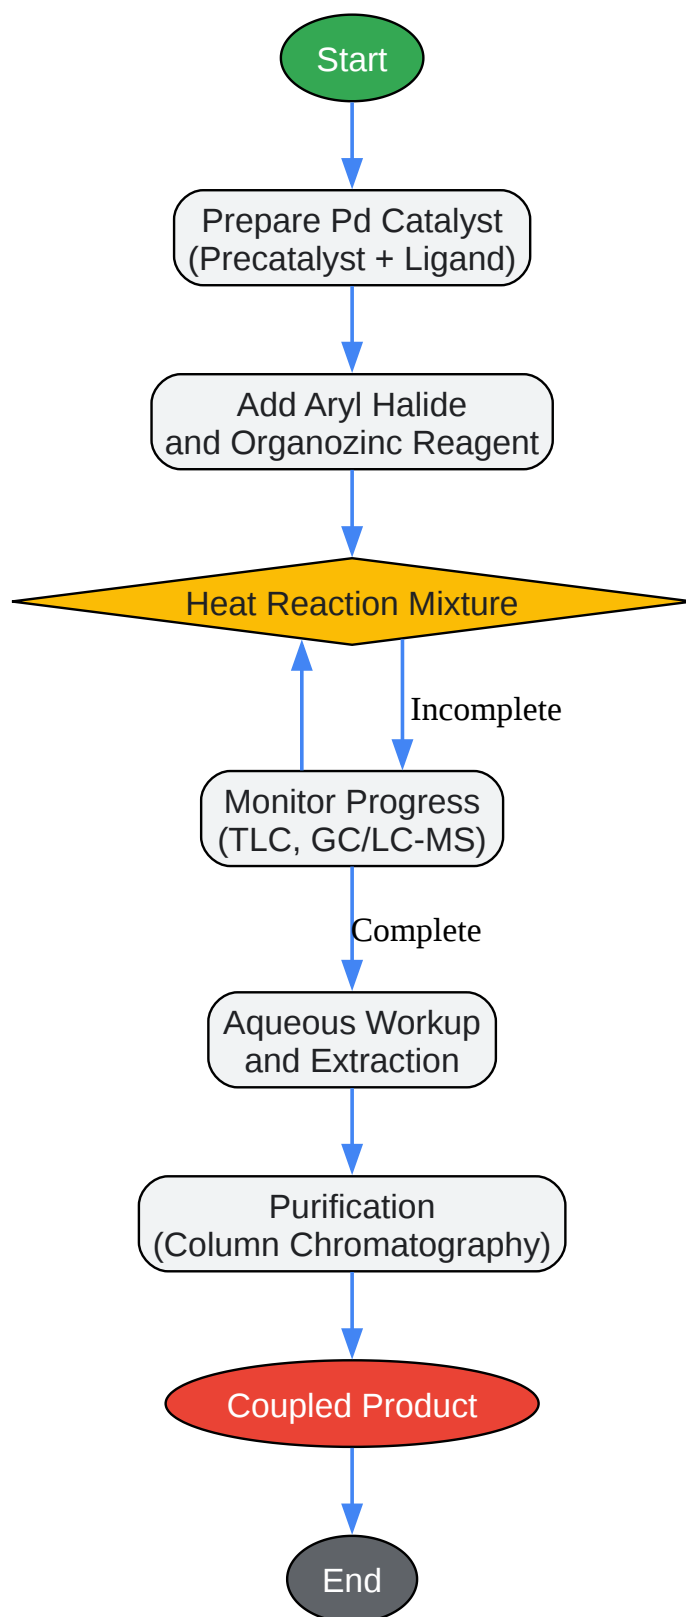 Start
Prepare Pd Catalyst
(Precatalyst + Ligand)
Add Aryl Halide
and Organozinc Reagent
Heat Reaction Mixture
Incomplete
Monitor Progress
(TLC, GC/LC-MS)
Complete
Aqueous Workup
and Extraction
Purification
(Column Chromatography)
Coupled Product
End